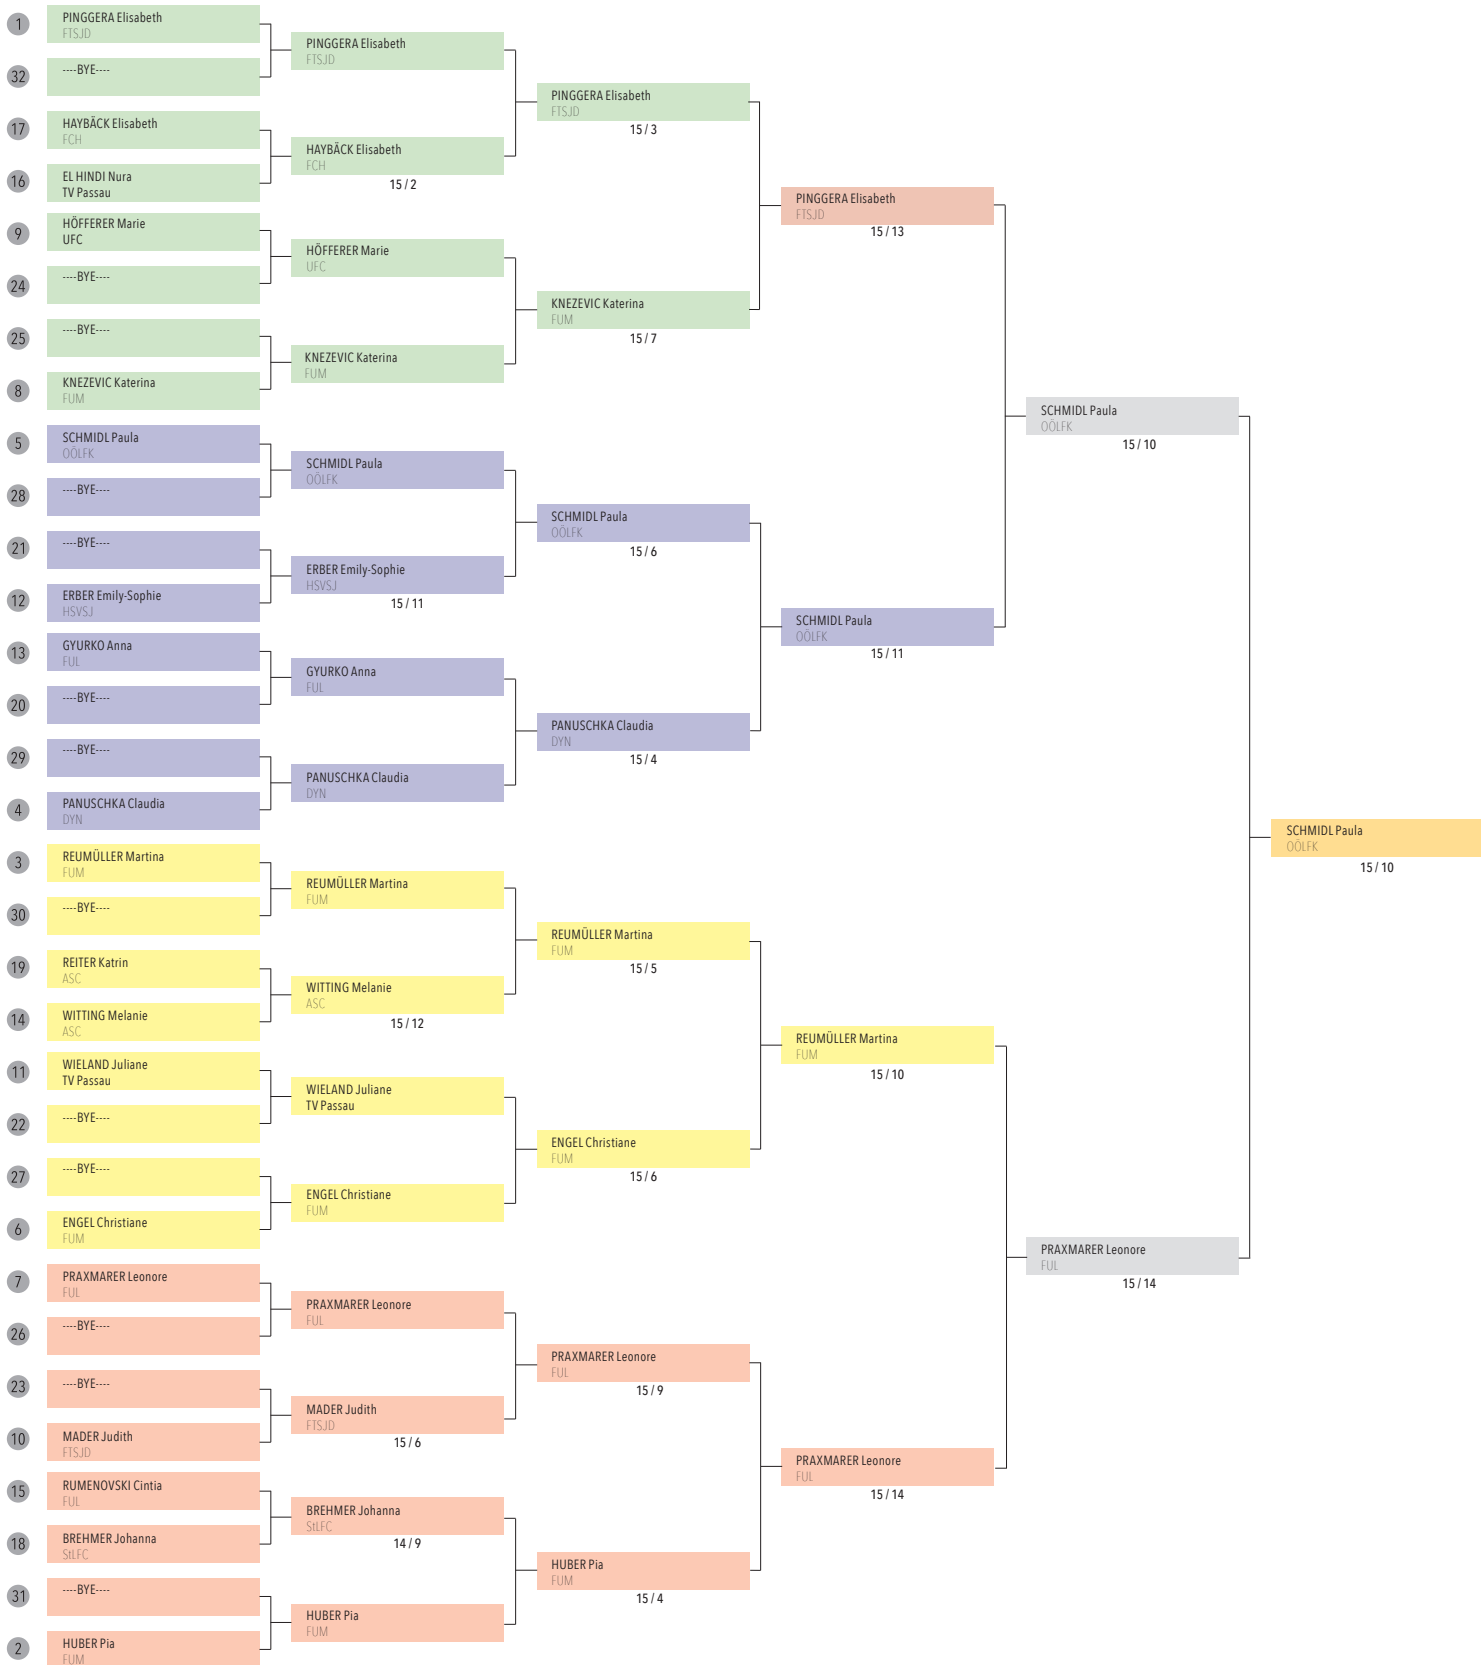 1
PINGGERA Elisabeth
FTSJD
32
----BYE----
17
HAYBÄCK Elisabeth
FCH
16
EL HINDI Nura
TV Passau
9
HÖFFERER Marie
UFC
24
----BYE----
25
----BYE----
8
KNEZEVIC Katerina
FUM
5
SCHMIDL Paula
OÖLFK
28
----BYE----
21
----BYE----
12
ERBER Emily-Sophie
HSVSJ
13
GYURKO Anna
FUL
20
----BYE----
29
----BYE----
4
PANUSCHKA Claudia
DYN
3
REUMÜLLER Martina
FUM
30
----BYE----
19
REITER Katrin
ASC
14
WITTING Melanie
ASC
11
WIELAND Juliane
TV Passau
22
----BYE----
27
----BYE----
6
ENGEL Christiane
FUM
7
PRAXMARER Leonore
FUL
26
----BYE----
23
----BYE----
10
MADER Judith
FTSJD
15
RUMENOVSKI Cintia
FUL
18
BREHMER Johanna
StLFC
31
----BYE----
2
HUBER Pia
FUM
PINGGERA Elisabeth
FTSJD
HAYBÄCK Elisabeth
FCH
15 / 2
HÖFFERER Marie
UFC
KNEZEVIC Katerina
FUM
SCHMIDL Paula
OÖLFK
ERBER Emily-Sophie
HSVSJ
15 / 11
GYURKO Anna
FUL
PANUSCHKA Claudia
DYN
REUMÜLLER Martina
FUM
WITTING Melanie
ASC
15 / 12
WIELAND Juliane
TV Passau
ENGEL Christiane
FUM
PRAXMARER Leonore
FUL
MADER Judith
FTSJD
15 / 6
BREHMER Johanna
StLFC
14 / 9
HUBER Pia
FUM
PINGGERA Elisabeth
FTSJD
15 / 3
KNEZEVIC Katerina
FUM
15 / 7
SCHMIDL Paula
OÖLFK
15 / 6
PANUSCHKA Claudia
DYN
15 / 4
REUMÜLLER Martina
FUM
15 / 5
ENGEL Christiane
FUM
15 / 6
PRAXMARER Leonore
FUL
15 / 9
HUBER Pia
FUM
15 / 4
PINGGERA Elisabeth
FTSJD
15 / 13
SCHMIDL Paula
OÖLFK
15 / 11
REUMÜLLER Martina
FUM
15 / 10
PRAXMARER Leonore
FUL
15 / 14
SCHMIDL Paula
OÖLFK
15 / 10
PRAXMARER Leonore
FUL
15 / 14
SCHMIDL Paula
OÖLFK
15 / 10